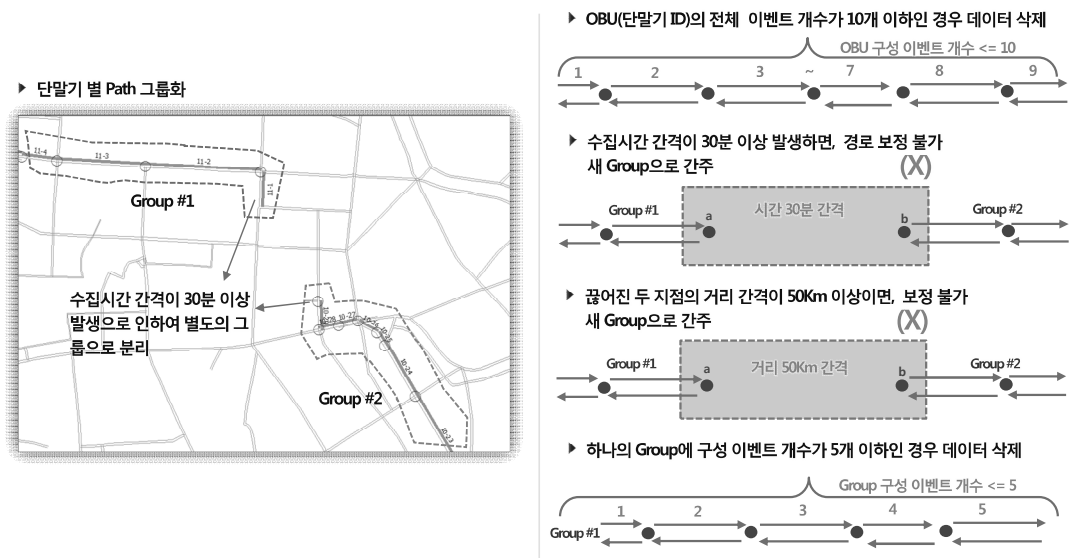 단말기 별 Path 그룹화
11-4
11-3
11-2
11-1
Group #1
수집시간 간격이 30분 이상
발생으로 인하여 별도의 그
룹으로 분리
10-27
10-24
10-23
Group #2
OBU(단말기 ID)의 전체 이벤트 개수가 10개 이하인 경우 데이터 삭제
OBU 구성 이벤트 개수 <= 10
1 2 3 ~ 7 8 9
수집시간 간격이 30분 이상 발생하면, 경로 보정 불가
새 Group으로 간주
(X)
Group #1 a 시간 30분 간격 b Group #2
끊어진 두 지점의 거리 간격이 50Km 이상이면, 보정 불가
새 Group으로 간주
(X)
Group #1 a 거리 50Km 간격 b Group #2
하나의 Group에 구성 이벤트 개수가 5개 이하인 경우 데이터 삭제
Group 구성 이벤트 개수 <= 5
1 2 3 4 5
Group #1